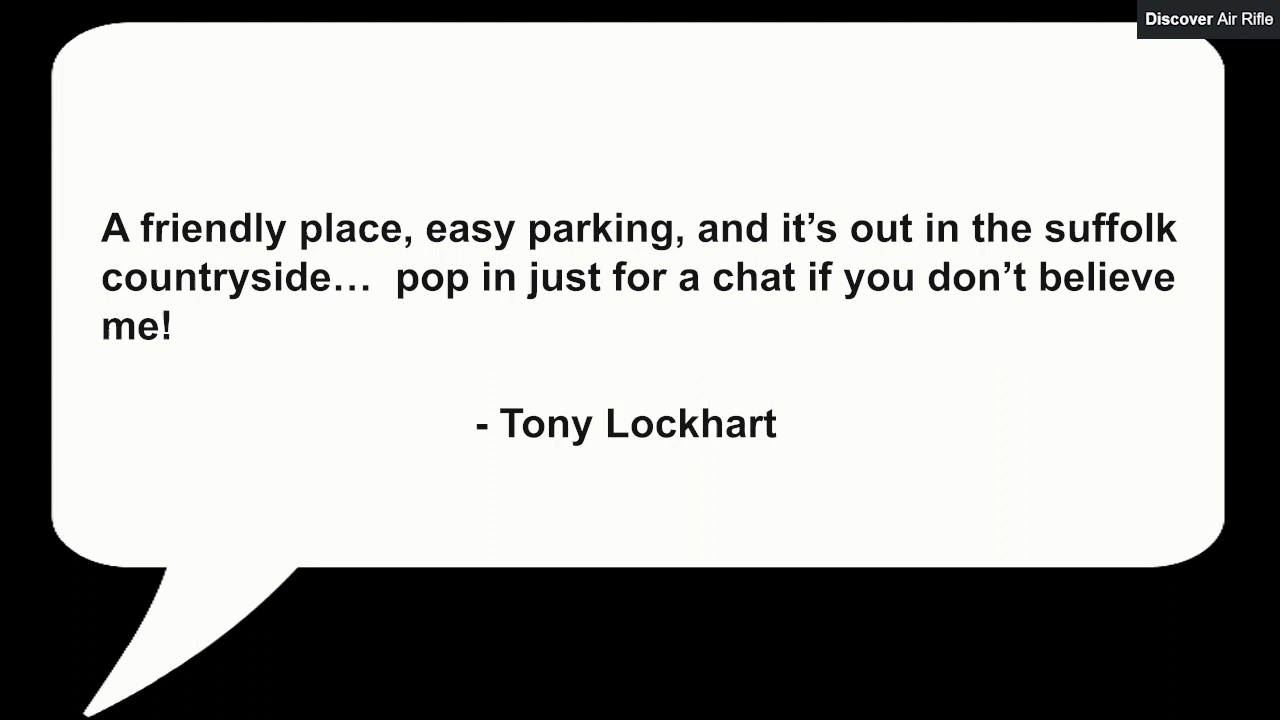 Discover Air Rifle
A friendly place, easy parking, and it’s out in the suffolk
countryside…  pop in just for a chat if you don’t believe
me!
- Tony Lockhart